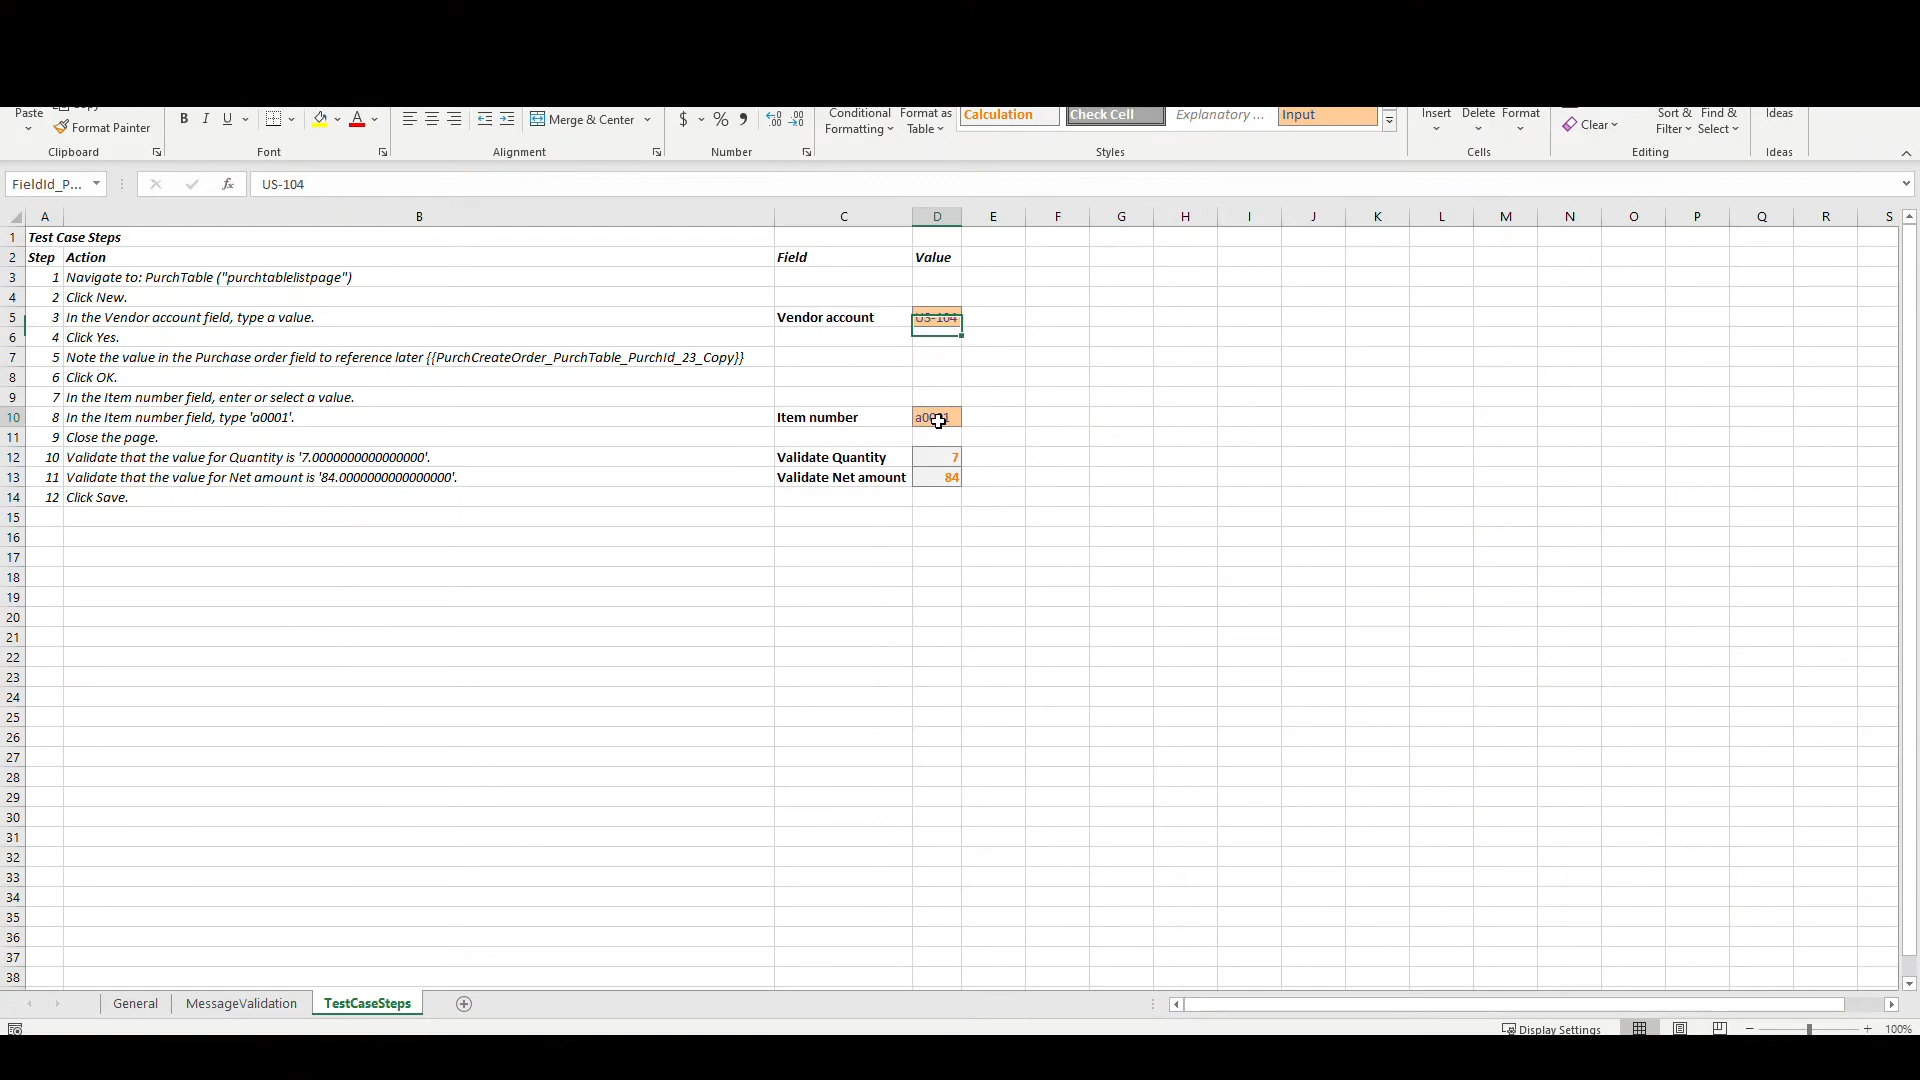 Paste
Format Painter
B I U
A
Merge & Center
$ % 9
Conditional Formatting
Format as Table
Calculation
Check Cell
Explanatory ...
Input
Insert
Delete
Format
Clear
Sort & Filter
Find & Select
Ideas
Clipboard
Font
Alignment
Number
Styles
Cells
Editing
Ideas
FieldId_P...
fx
US-104
A B C D E F G H I J K L M N O P Q R S
1 Test Case Steps
2 Step Action Field Value
3 1 Navigate to: PurchTable ("purchtablelistpage")
4 2 Click New.
5 3 In the Vendor account field, type a value. Vendor account US-104
6 4 Click Yes.
7 5 Note the value in the Purchase order field to reference later {{PurchCreateOrder_PurchTable_PurchId_23_Copy}}
8 6 Click OK.
9 7 In the Item number field, enter or select a value.
10 8 In the Item number field, type 'a0001'. Item number
11 9 Close the page.
12 10 Validate that the value for Quantity is '7.0000000000000000'. Validate Quantity 7
13 11 Validate that the value for Net amount is '84.0000000000000000'. Validate Net amount 84
14 12 Click Save.
15
16
17
18
19
20
21
22
23
24
25
26
27
28
29
30
31
32
33
34
35
36
37
38
General
MessageValidation
TestCaseSteps
Display Settings
100%